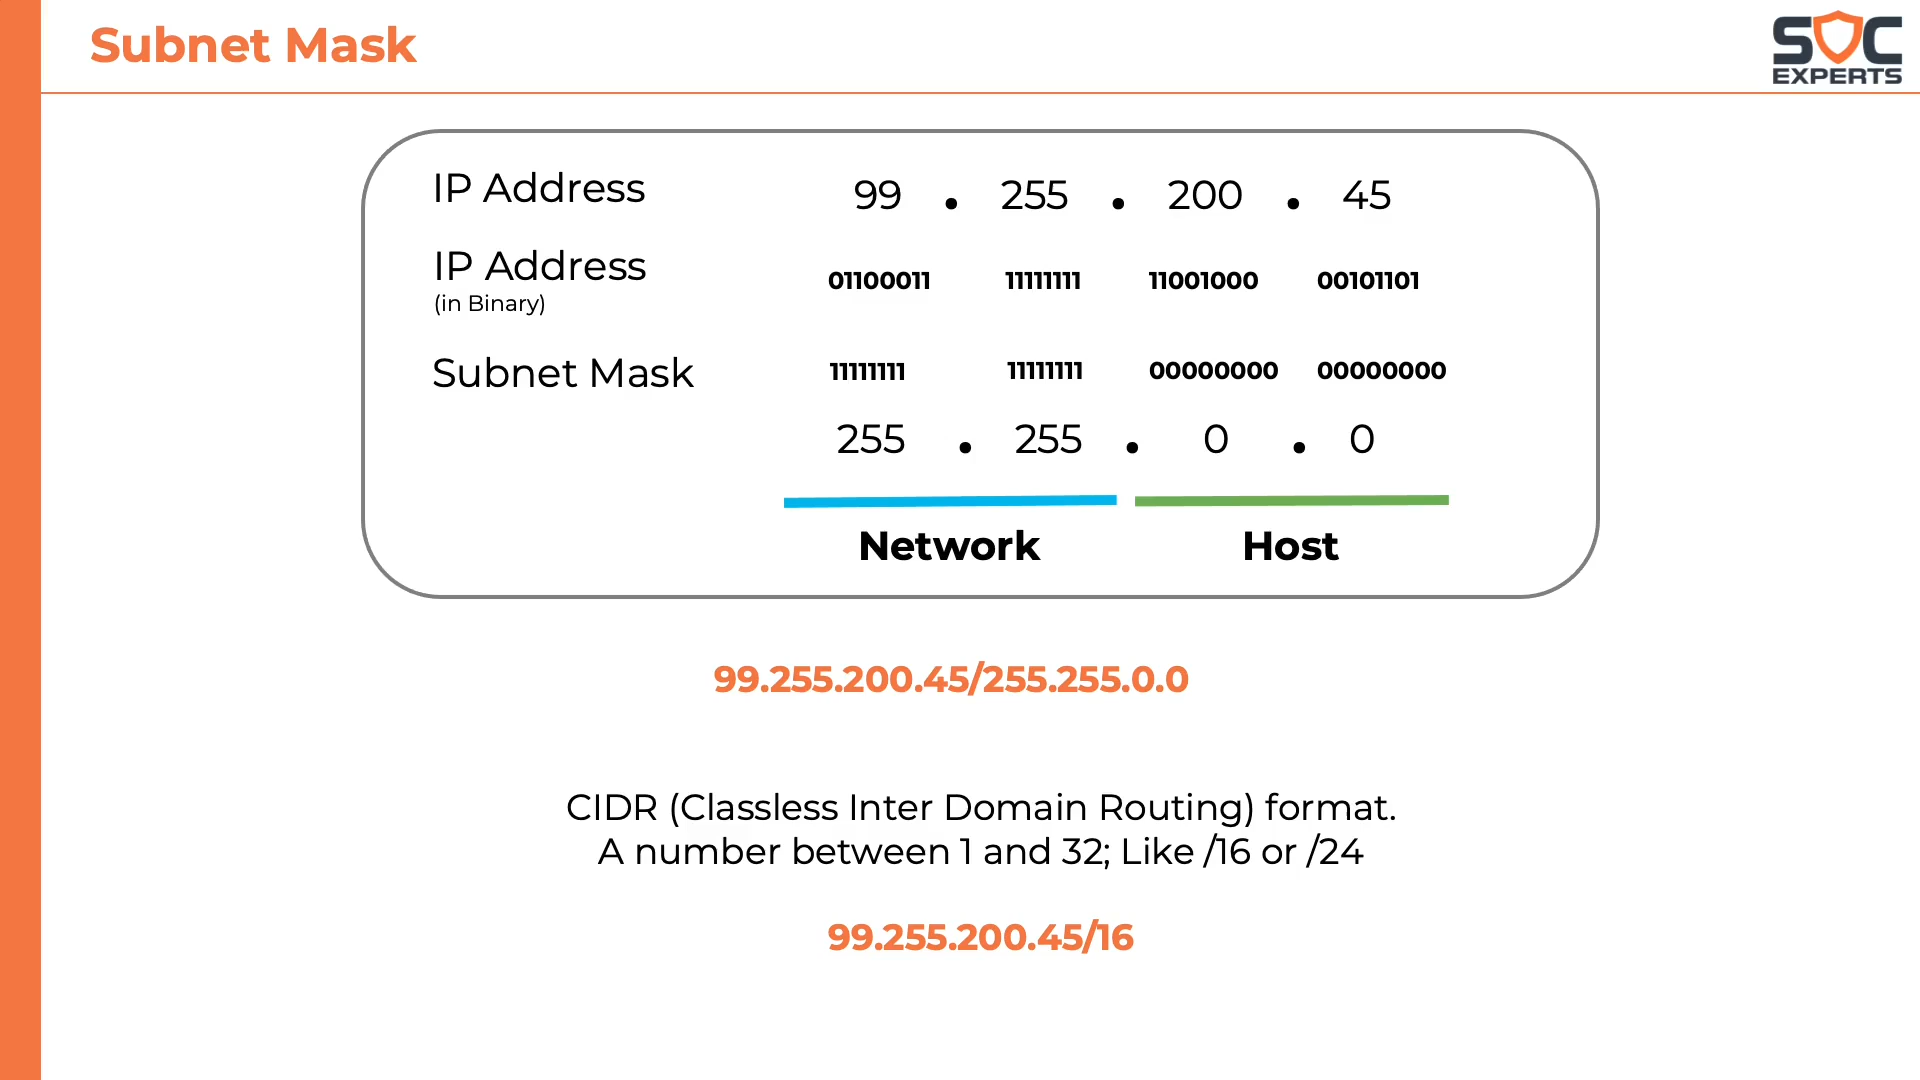 Subnet Mask
SOC
EXPERTS
IP Address 99 . 255 . 200 . 45
IP Address 01100011 11111111 11001000 00101101
(in Binary)
Subnet Mask 11111111 11111111 00000000 00000000
255 . 255 . 0 . 0
Network Host
99.255.200.45/255.255.0.0
CIDR (Classless Inter Domain Routing) format.
A number between 1 and 32; Like /16 or /24
99.255.200.45/16